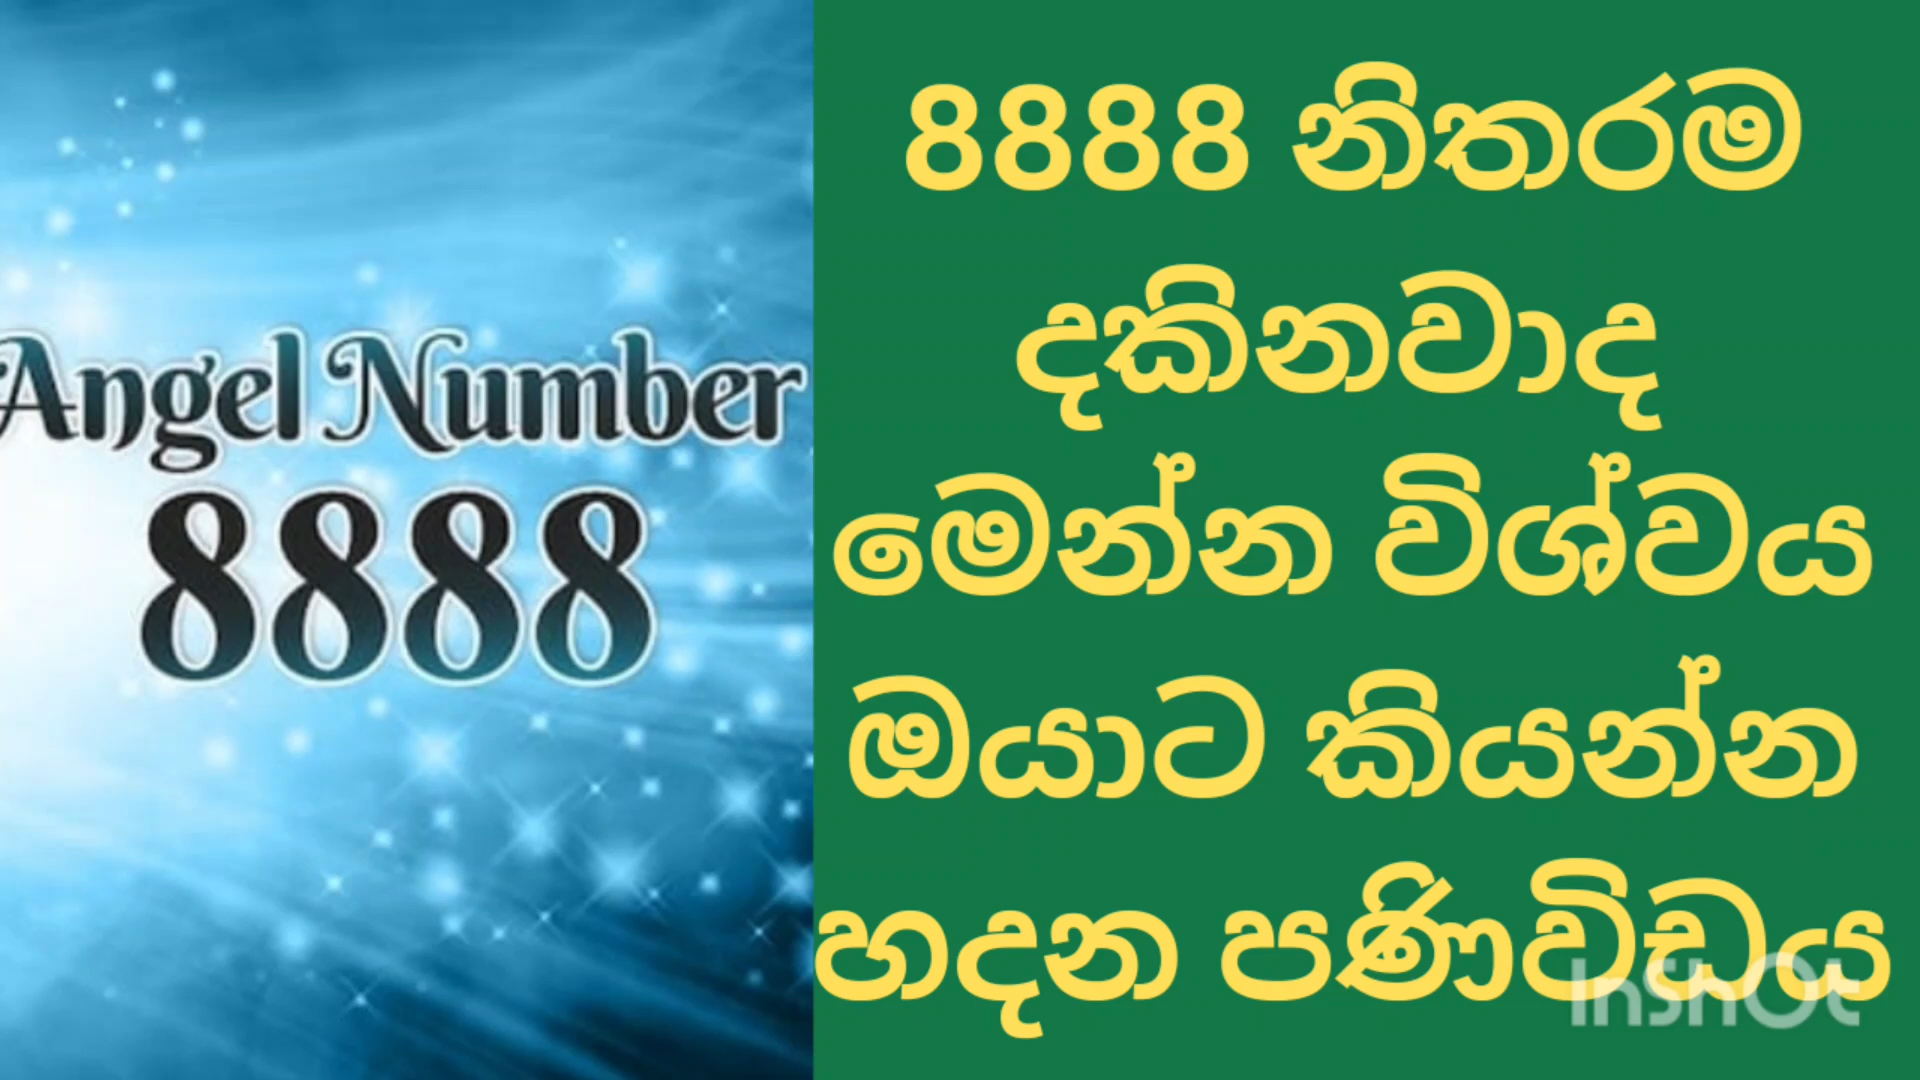 Angel Number
8888
8888 නිතරම
දකිනවාද
මෙන්න විශ්වය
ඔයාට කියන්න
හදන පණිවිඩය
InShOt